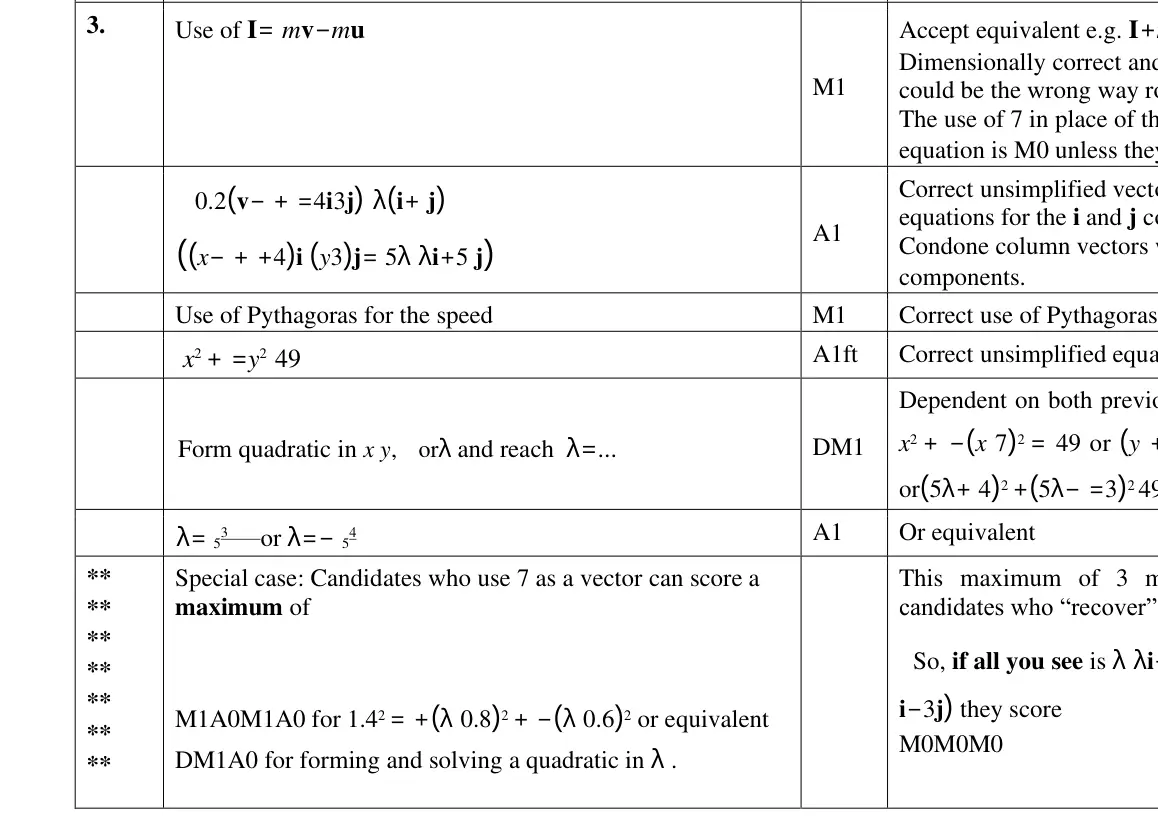 3.
Use of I= mv−mu
M1
Accept equivalent e.g. I+
Dimensionally correct and
could be the wrong way ro
The use of 7 in place of th
equation is M0 unless they
0.2(v− + =4i3j) λ(i+ j)
((x− + +4)i (y3)j= 5λ λi+5 j)
A1
Correct unsimplified vecto
equations for the i and j co
Condone column vectors
components.
Use of Pythagoras for the speed
M1
Correct use of Pythagoras
x² + =y² 49
A1ft
Correct unsimplified equa
Form quadratic in x y, orλ and reach λ=...
DM1
Dependent on both previo
x² + −(x 7)² = 49 or (y +
or(5λ+ 4)² +(5λ− =3)² 49
λ= 5 3 or λ=− 5 4
A1
Or equivalent
**
**
**
**
**
**
**
Special case: Candidates who use 7 as a vector can score a
maximum of
M1A0M1A0 for 1.4² = +(λ 0.8)² + −(λ 0.6)² or equivalent
DM1A0 for forming and solving a quadratic in λ .
This maximum of 3 m
candidates who “recover”
So, if all you see is λ λi
i−3j) they score
M0M0M0